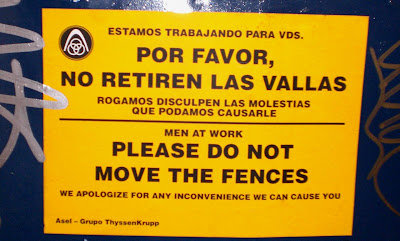 ESTAMOS TRABAJANDO PARA VDS.
POR FAVOR,
NO RETIREN LAS VALLAS
ROGAMOS DISCULPEN LAS MOLESTIAS
QUE PODAMOS CAUSARLE
MEN AT WORK
PLEASE DO NOT
MOVE THE FENCES
WE APOLOGIZE FOR ANY INCONVENIENCE WE CAN CAUSE YOU
Asel – Grupo ThyssenKrupp